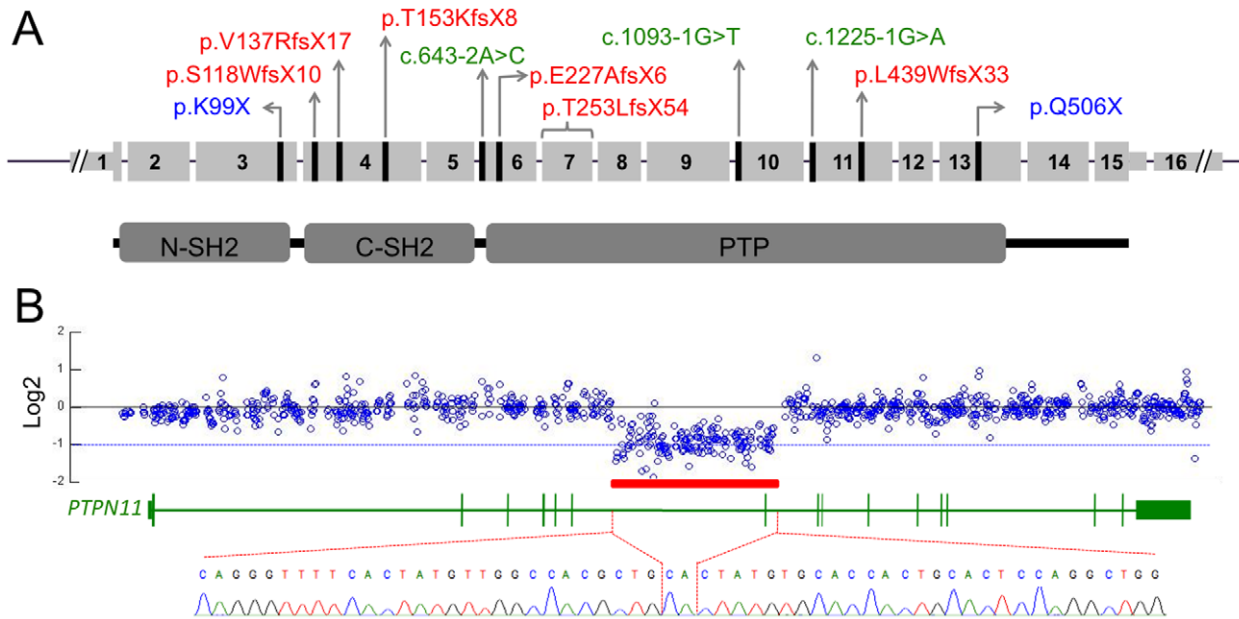 A
p.T153KfsX8
p.V137RfsX17
c.643-2A>C
c.1093-1G>T
c.1225-1G>A
p.S118WfsX10
p.E227AfsX6
p.L439WfsX33
p.K99X
p.T253LfsX54
p.Q506X
// 1 2 3 4 5 6 7 8 9 10 11 12 13 14 15 16 //
N-SH2 C-SH2 PTP
B
2
1
0
-1
-2
Log2
PTPN11
CAGGGTTTTCACTATGTTGGCCACGCTGCACTATGTGCACCACTGCACTCCAGGCTGG